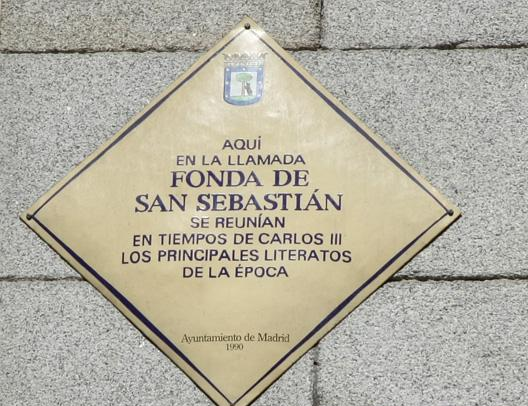 AQUÍ
EN LA LLAMADA
FONDA DE
SAN SEBASTIÁN
SE REUNÍAN
EN TIEMPOS DE CARLOS III
LOS PRINCIPALES LITERATOS
DE LA ÉPOCA
Ayuntamiento de Madrid
1990